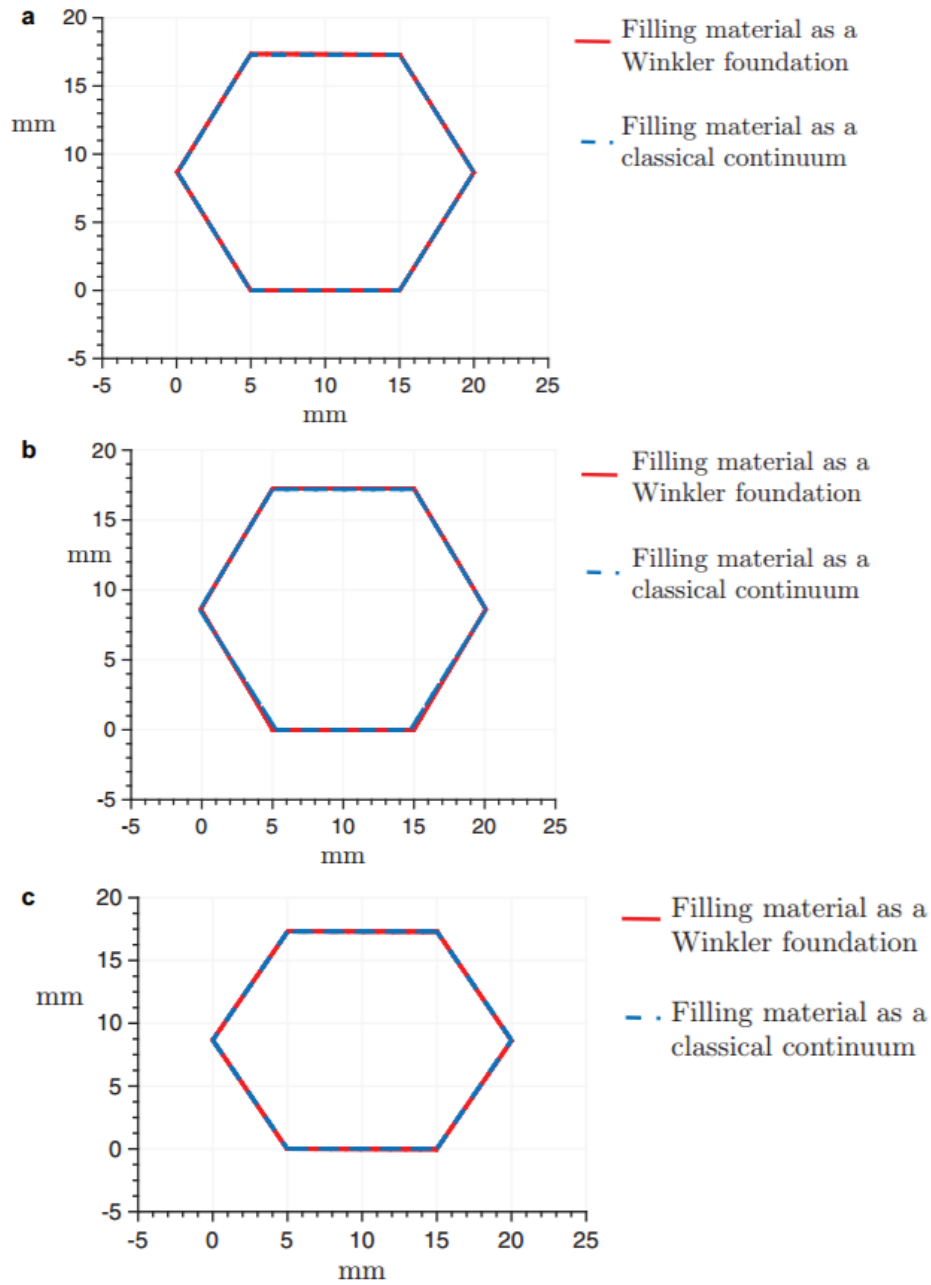 a
20
15
mm
10
5
0
-5
-5 0 5 10 15 20 25
mm
Filling material as a
Winkler foundation
Filling material as a
classical continuum
b
20
15
mm
10
5
0
-5
-5 0 5 10 15 20 25
mm
Filling material as a
Winkler foundation
Filling material as a
classical continuum
c
20
15
mm
10
5
0
-5
-5 0 5 10 15 20 25
mm
Filling material as a
Winkler foundation
Filling material as a
classical continuum